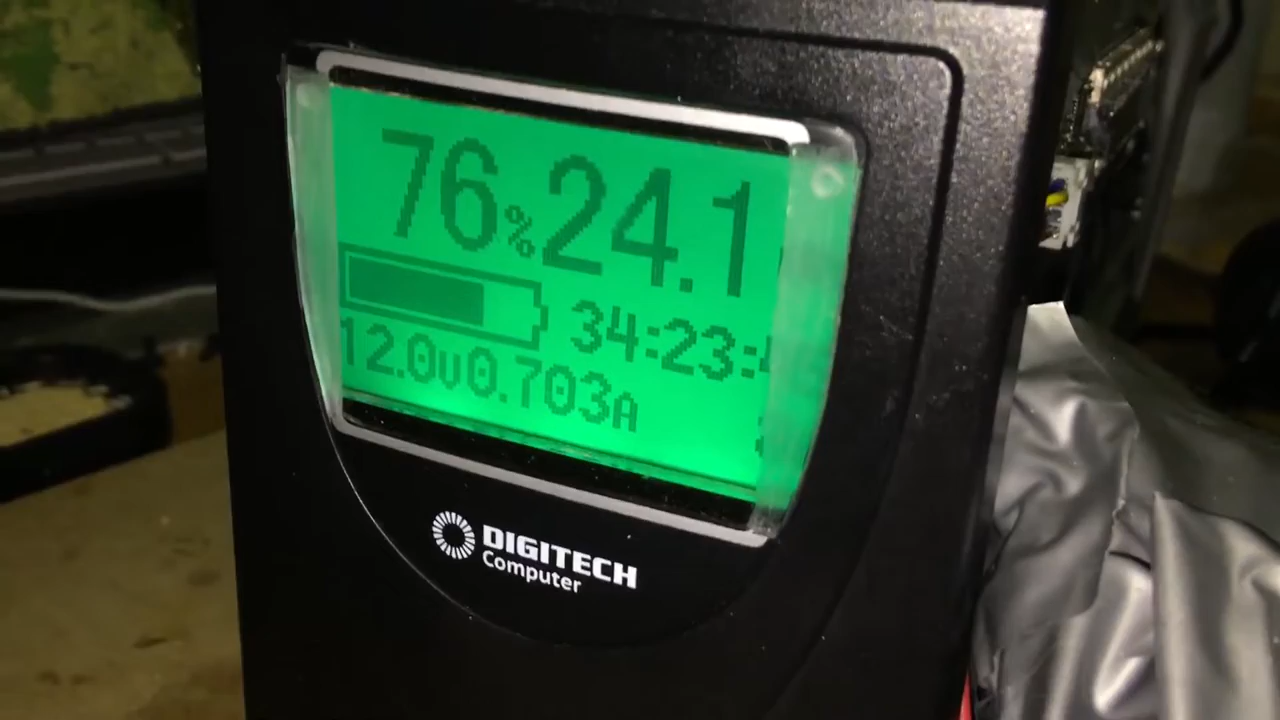 76% 24.1
34:23:
12.0v0.703A
DIGITECH
Computer